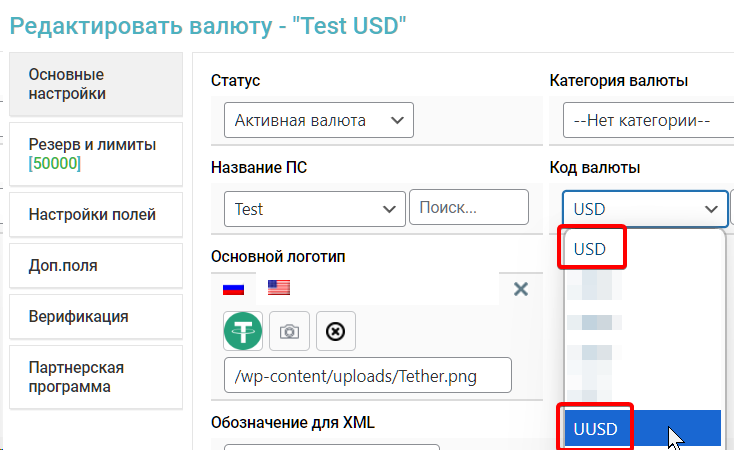 Редактировать валюту - "Test USD"
Основные
настройки
Резерв и лимиты
[50000]
Настройки полей
Доп.поля
Верификация
Партнерская
программа
Статус
Активная валюта
Категория валюты
--Нет категории--
Название ПС
Test
Поиск...
Код валюты
USD
USD
UUSD
Основной логотип
/wp-content/uploads/Tether.png
Обозначение для XML